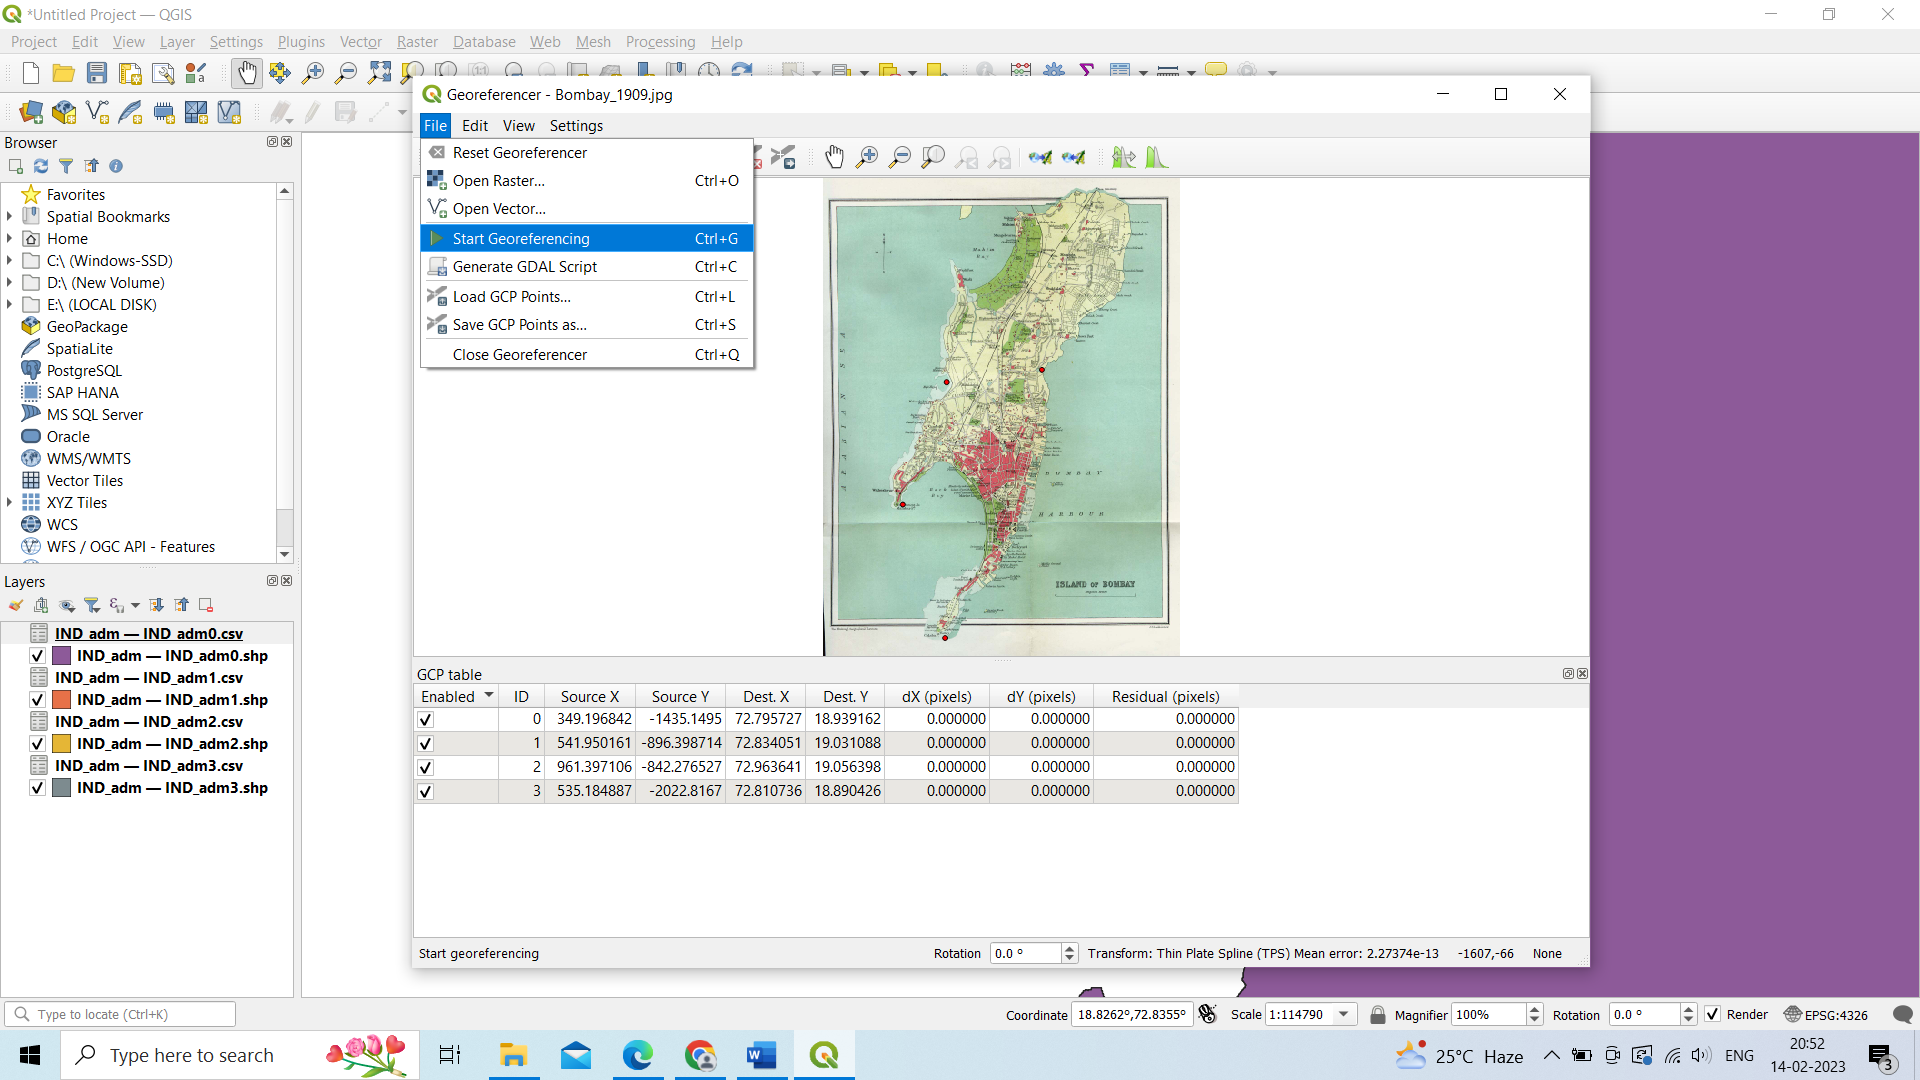 *Untitled Project — QGIS
Project Edit View Layer Settings Plugins Vector Raster Database Web Mesh Processing Help
Georeferencer - Bombay_1909.jpg
File Edit View Settings
Reset Georeferencer
Open Raster... Ctrl+O
Open Vector...
Start Georeferencing Ctrl+G
Generate GDAL Script Ctrl+C
Load GCP Points... Ctrl+L
Save GCP Points as... Ctrl+S
Close Georeferencer Ctrl+Q
Browser
Favorites
Spatial Bookmarks
Home
C:\ (Windows-SSD)
D:\ (New Volume)
E:\ (LOCAL DISK)
GeoPackage
SpatiaLite
PostgreSQL
SAP HANA
MS SQL Server
Oracle
WMS/WMTS
Vector Tiles
XYZ Tiles
WCS
WFS / OGC API - Features
Layers
IND_adm — IND_adm0.csv
IND_adm — IND_adm0.shp
IND_adm — IND_adm1.csv
IND_adm — IND_adm1.shp
IND_adm — IND_adm2.csv
IND_adm — IND_adm2.shp
IND_adm — IND_adm3.csv
IND_adm — IND_adm3.shp
BOMBAY
HARBOUR
ISLAND OF BOMBAY
GCP table
Enabled ID Source X Source Y Dest. X Dest. Y dX (pixels) dY (pixels) Residual (pixels)
0 349.196842 -1435.1495 72.795727 18.939162 0.000000 0.000000 0.000000
1 541.950161 -896.398714 72.834051 19.031088 0.000000 0.000000 0.000000
2 961.397106 -842.276527 72.963641 19.056398 0.000000 0.000000 0.000000
3 535.184887 -2022.8167 72.810736 18.890426 0.000000 0.000000 0.000000
Start georeferencing Rotation 0.0 ° Transform: Thin Plate Spline (TPS) Mean error: 2.27374e-13 -1607,-66 None
Type to locate (Ctrl+K) Coordinate 18.8262°,72.8355° Scale 1:114790 Magnifier 100% Rotation 0.0 ° Render EPSG:4326
Type here to search 25°C Haze ENG 20:52
14-02-2023 3